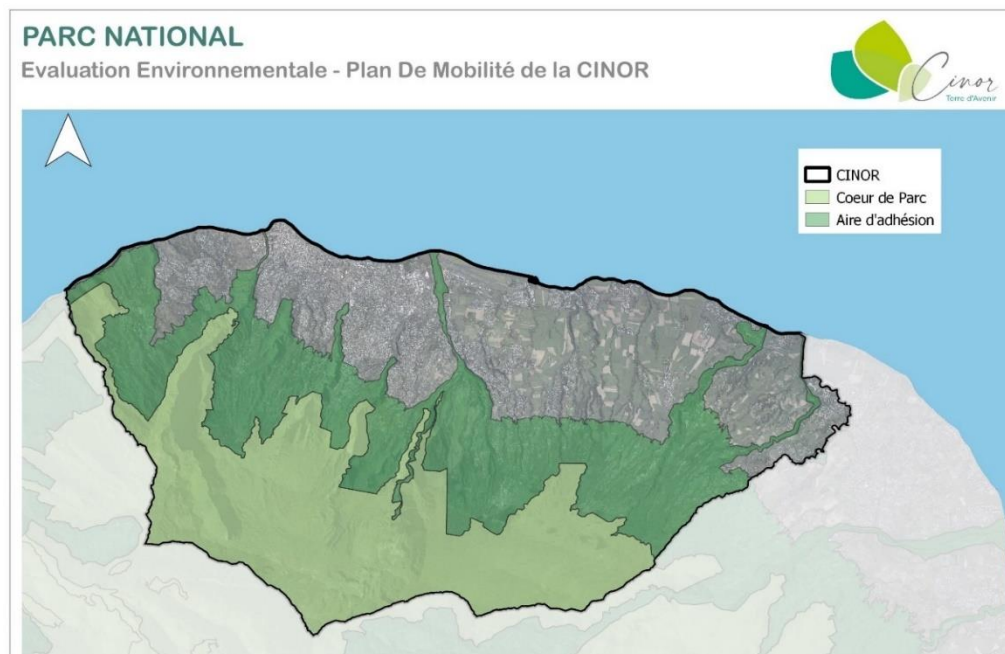 PARC NATIONAL
Evaluation Environnementale - Plan De Mobilité de la CINOR
Cinor
Terre d'Avenir
CINOR
Coeur de Parc
Aire d'adhésion